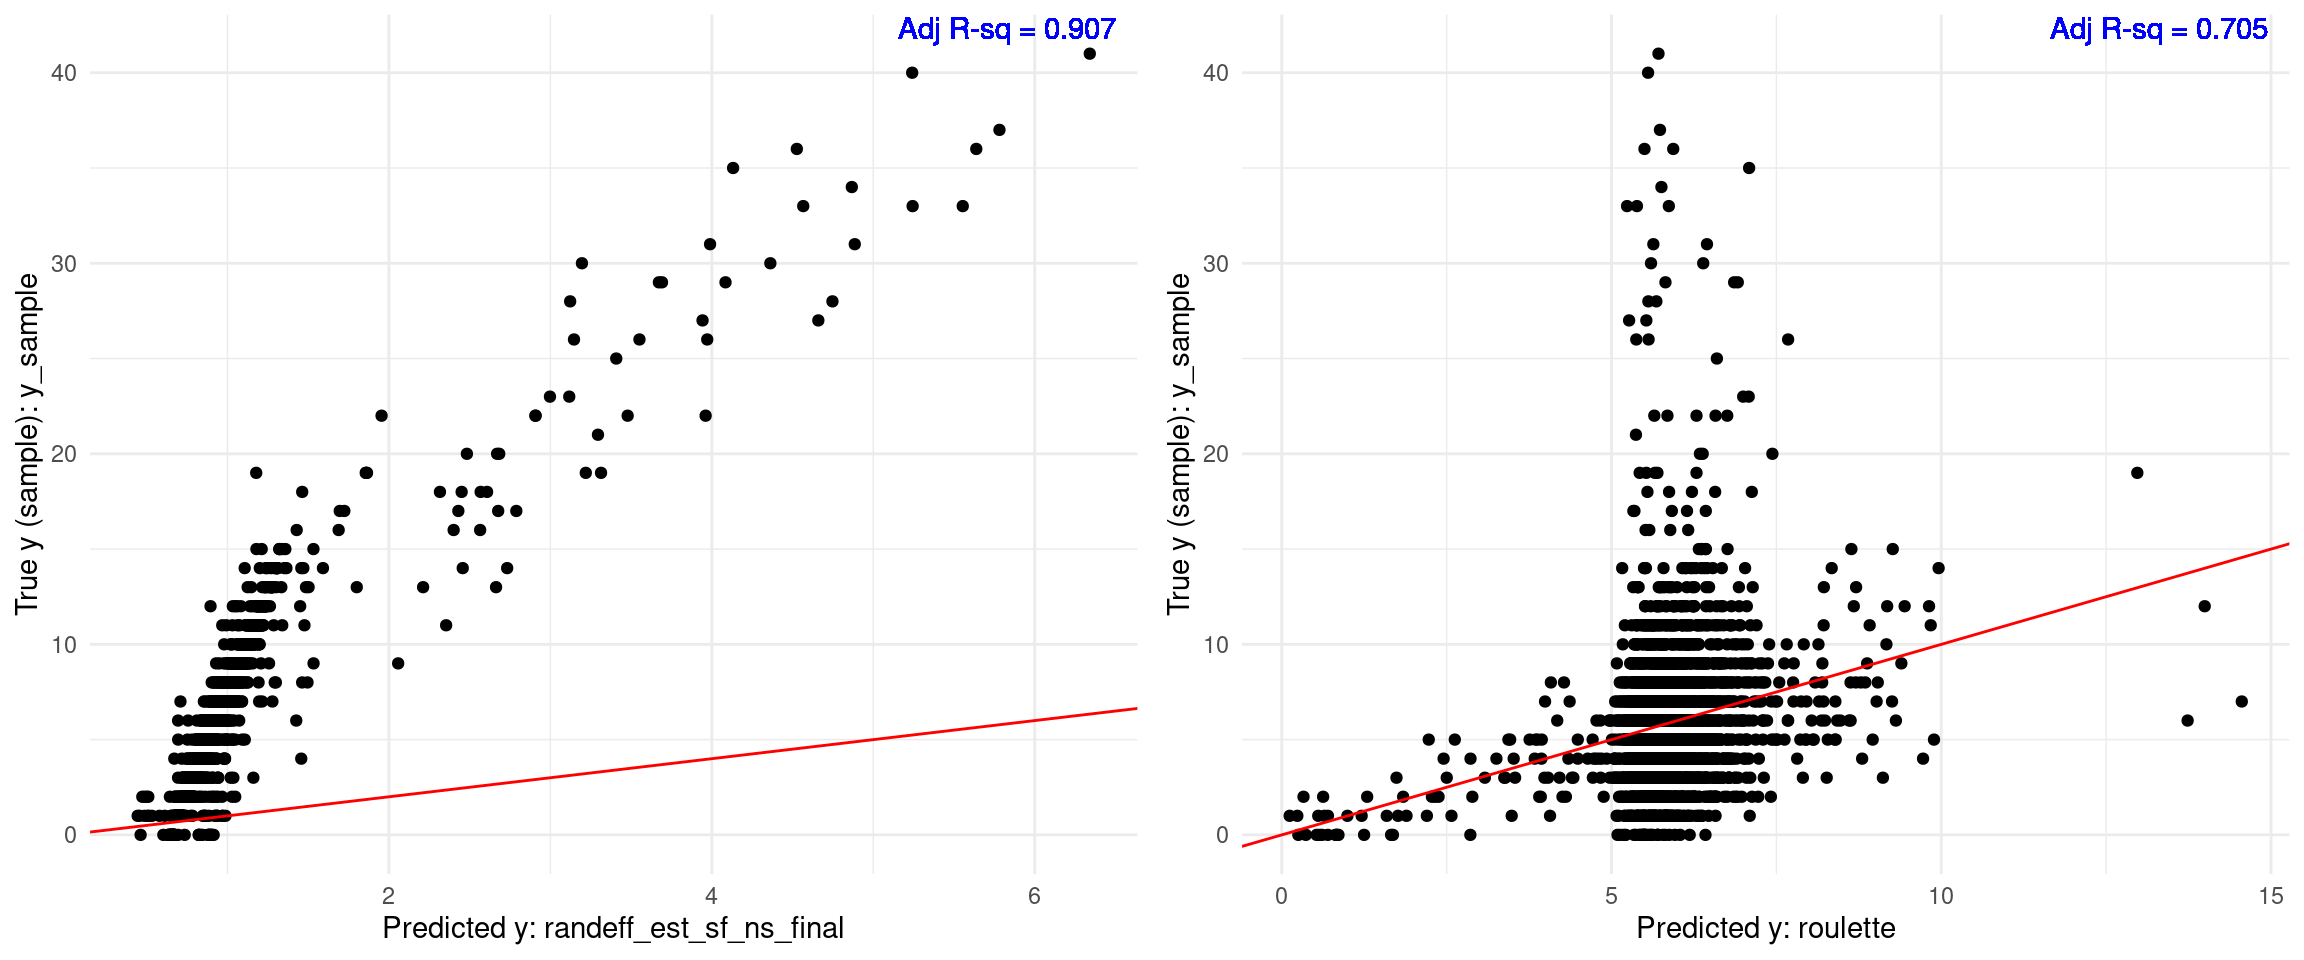 Adj R-sq = 0.907
40
30
20
10
0
True y (sample): y_sample
2
4
6
Predicted y: randeff_est_sf_ns_final
Adj R-sq = 0.705
40
30
20
10
0
True y (sample): y_sample
0
5
10
15
Predicted y: roulette